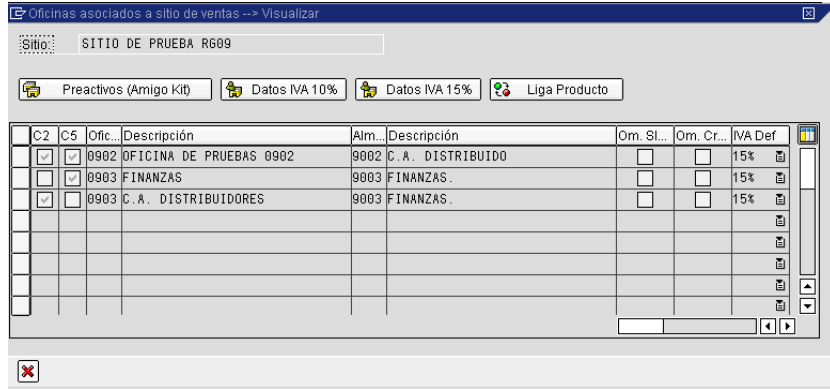 Oficinas asociados a sitio de ventas --> Visualizar
Sitio: SITIO DE PRUEBA RG09
Preactivos (Amigo Kit) Datos IVA 10% Datos IVA 15% Liga Producto
C2 C5 Ofic... Descripción Alm... Descripción Om. SI... Om. Cr... IVA Def
0902 OFICINA DE PRUEBAS 0902 9002 C.A. DISTRIBUIDO 15%
0903 FINANZAS 9003 FINANZAS. 15%
0903 C.A. DISTRIBUIDORES 9003 FINANZAS. 15%